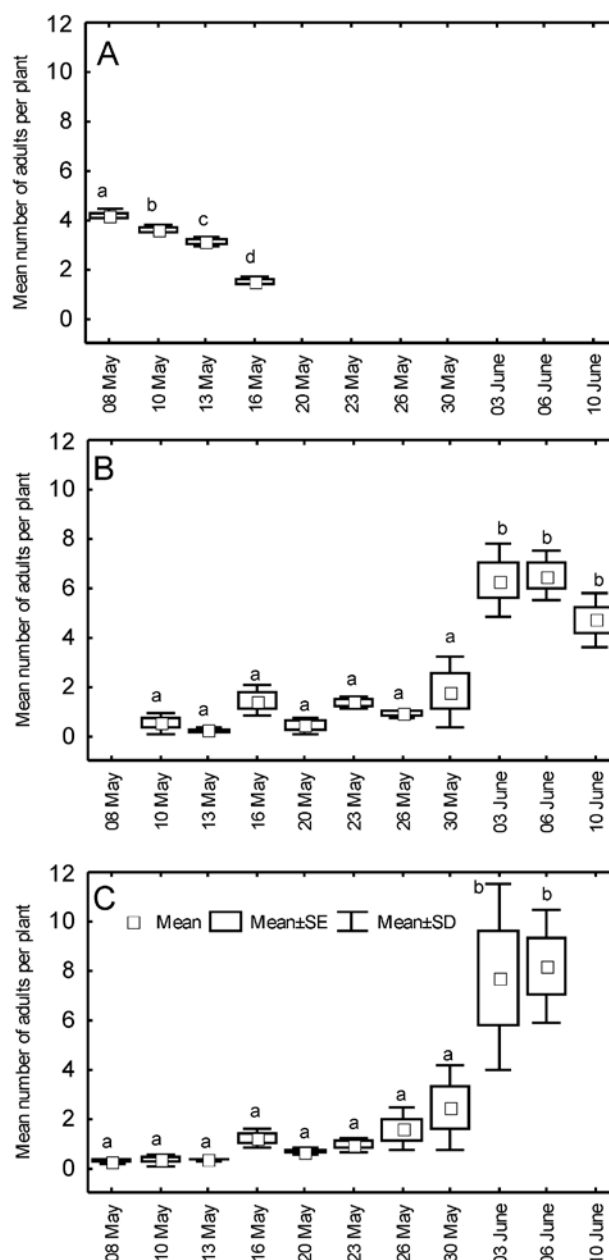 A
Mean number of adults per plant
12
10
8
6
4
2
0
a
b
c
d
08 May
10 May
13 May
16 May
20 May
23 May
26 May
30 May
03 June
06 June
10 June
B
Mean number of adults per plant
12
10
8
6
4
2
0
a
a
a
a
a
a
a
b
b
b
08 May
10 May
13 May
16 May
20 May
23 May
26 May
30 May
03 June
06 June
10 June
C
Mean number of adults per plant
12
10
8
6
4
2
0
Mean
Mean±SE
Mean±SD
a
a
a
a
a
a
a
a
b
b
08 May
10 May
13 May
16 May
20 May
23 May
26 May
30 May
03 June
06 June
10 June